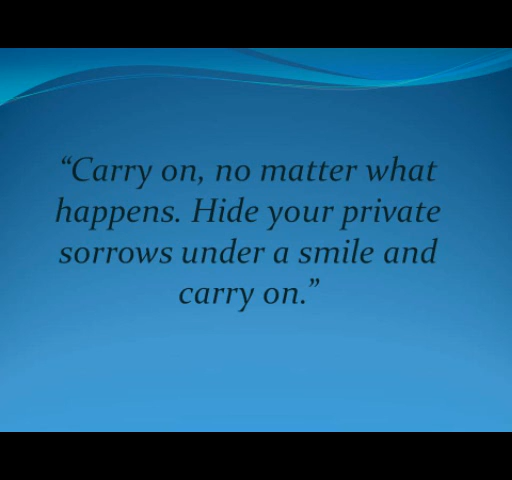 “Carry on, no matter what
happens. Hide your private
sorrows under a smile and
carry on.”